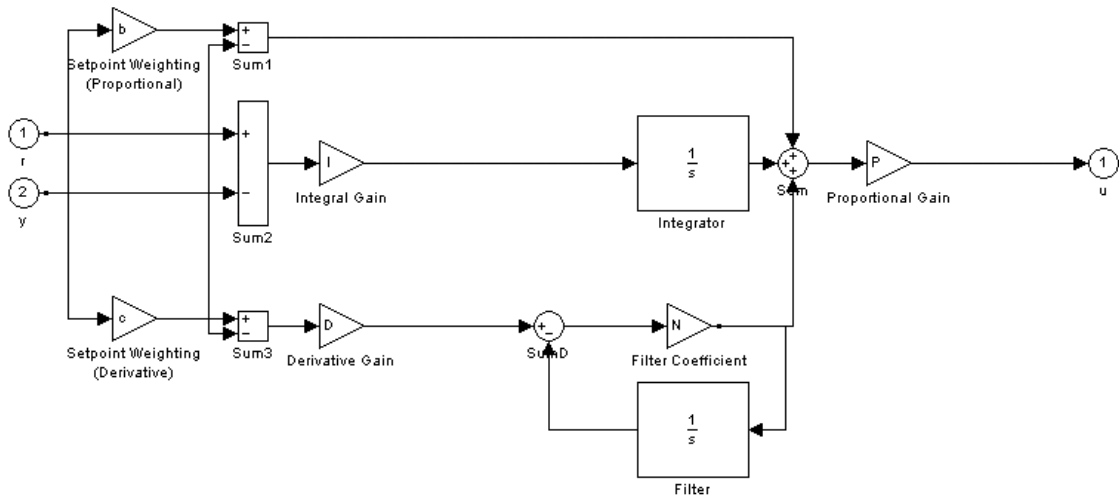 b
+
−
Sum1
Setpoint Weighting
(Proportional)
1
r
+
I
1
s
+
+
+
Sum
P
1
u
Integral Gain
Integrator
Proportional Gain
2
y
−
Sum2
c
+
−
Sum3
Setpoint Weighting
(Derivative)
D
Derivative Gain
+
−
SumD
N
Filter Coefficient
1
s
Filter